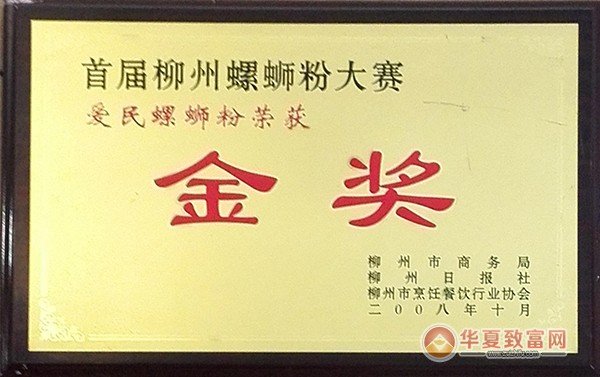 首届柳州螺蛳粉大赛
爱民螺蛳粉荣获
金奖
柳州市商务局
柳州日报社
柳州市烹饪餐饮行业协会
二00八年十月
华夏致富网